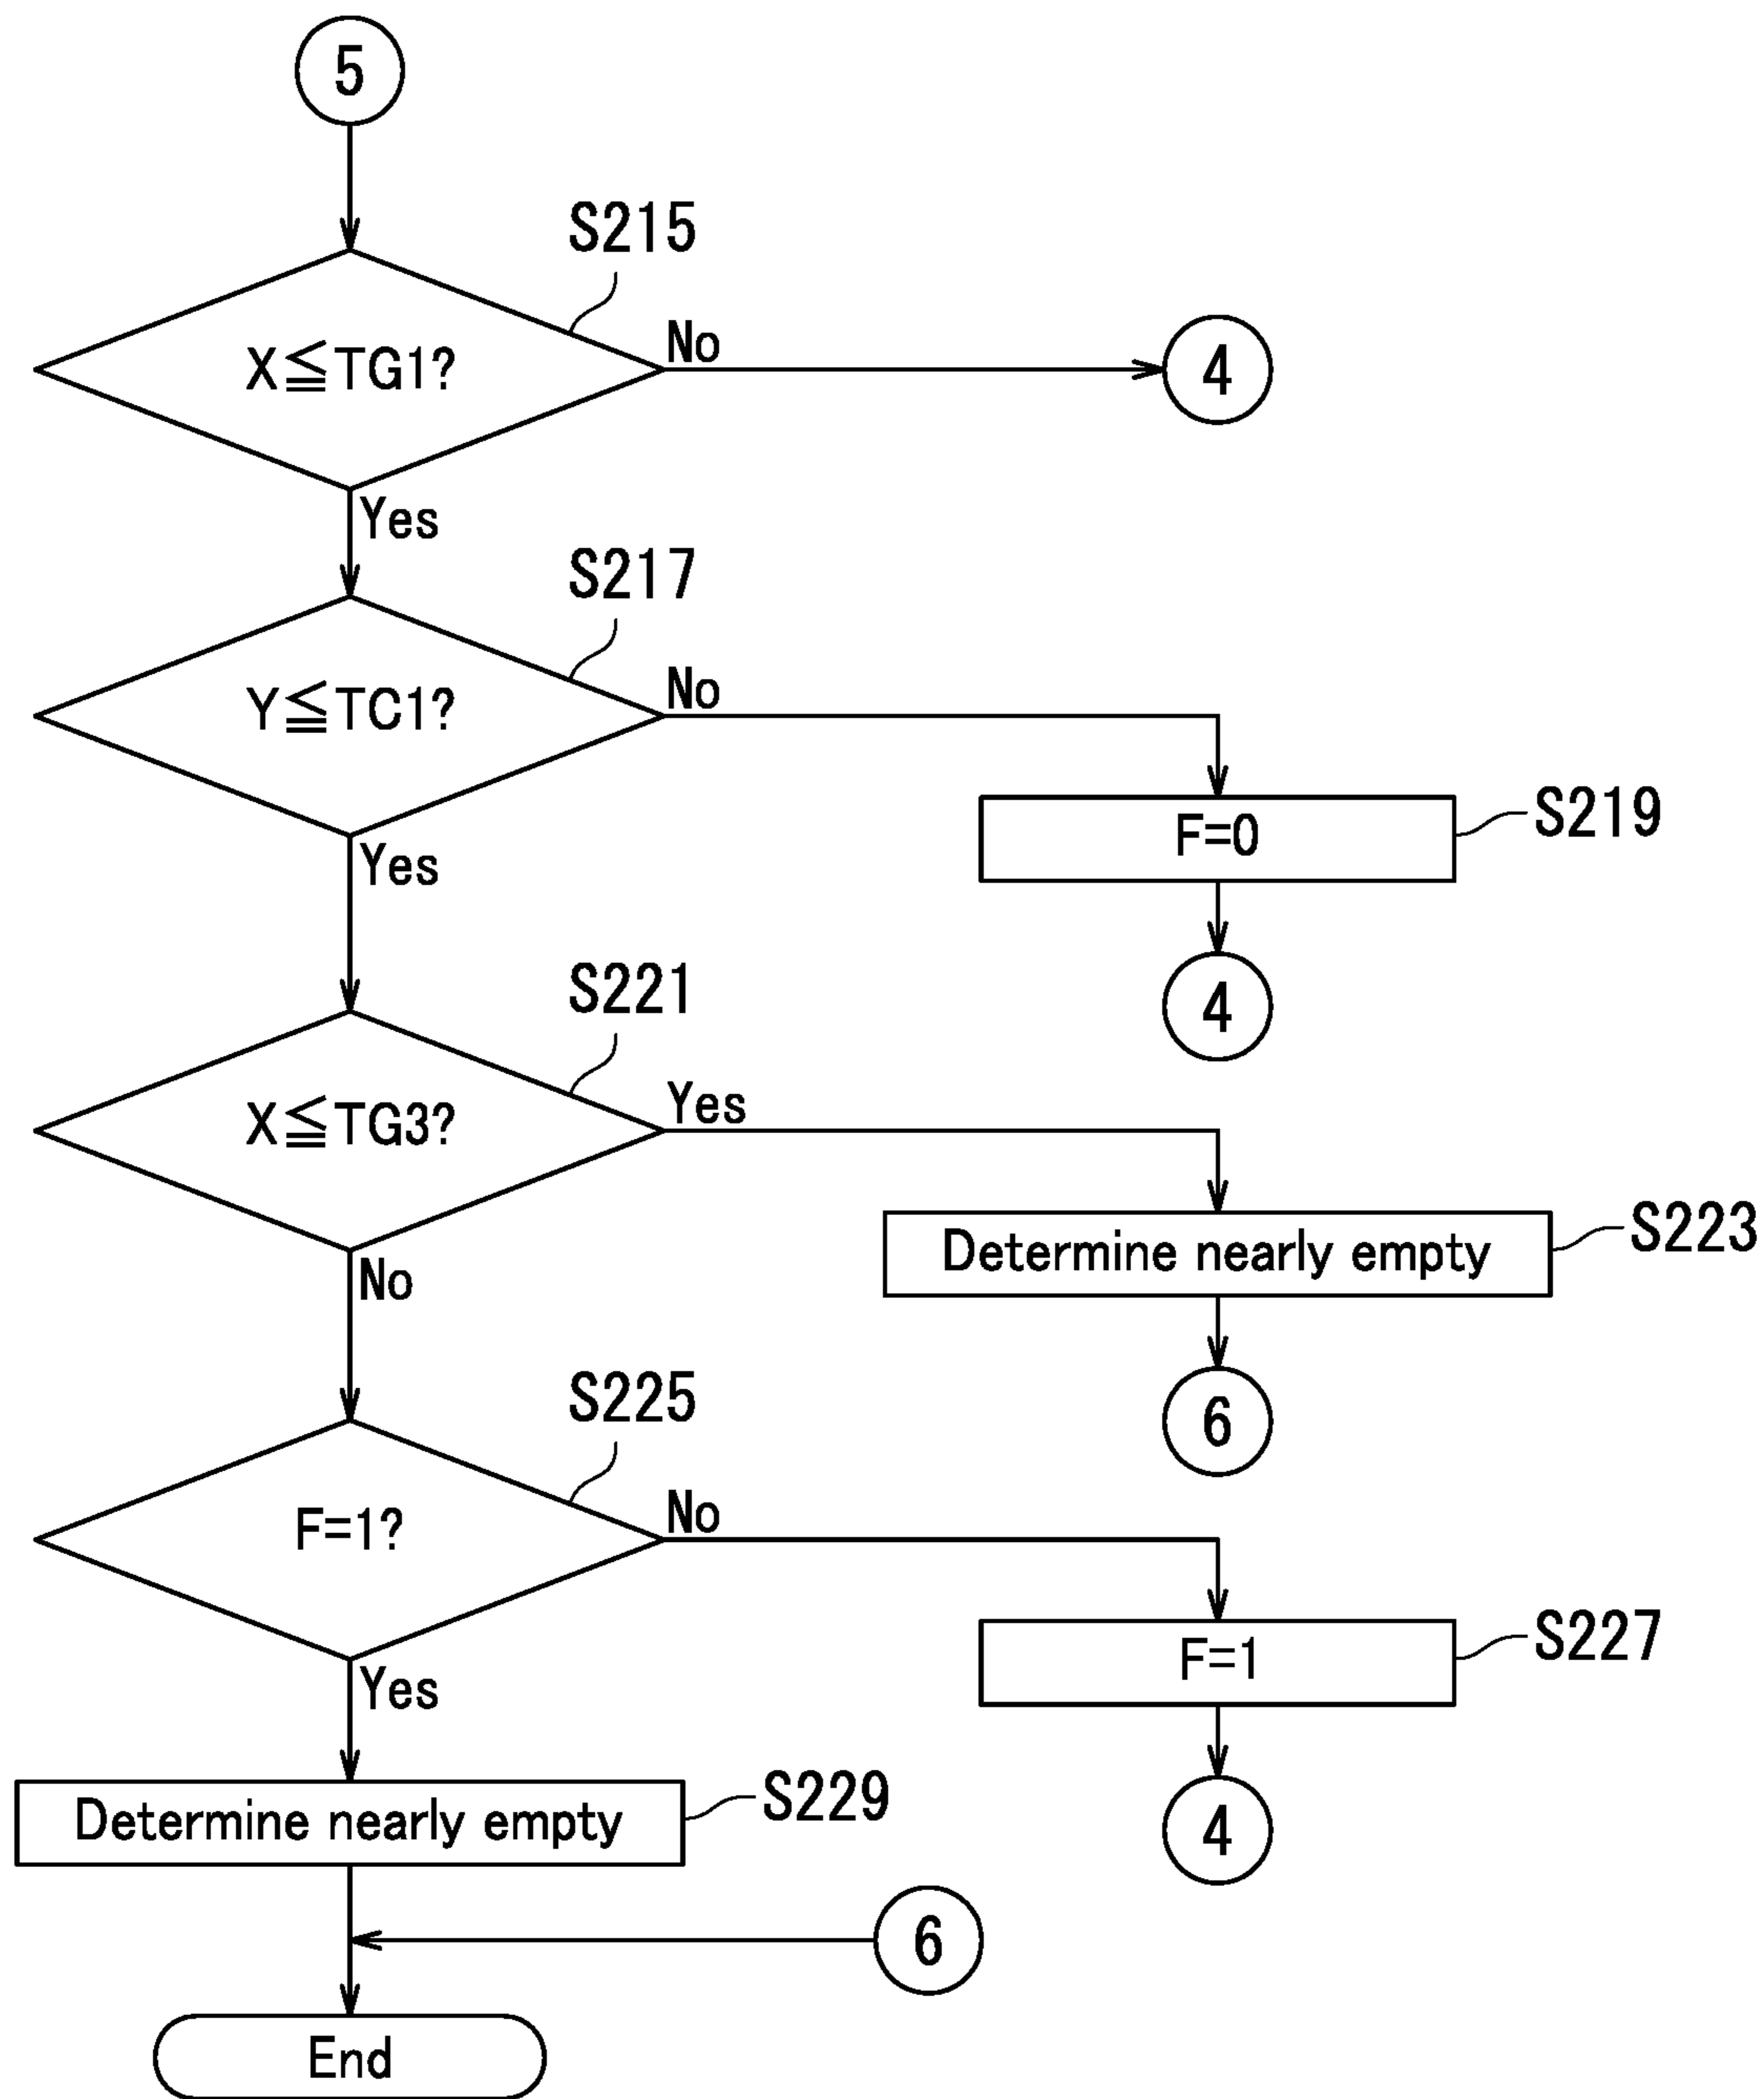 5
S215
X≦TG1?
No
4
Yes
S217
Y≦TC1?
No
F=0
S219
Yes
4
S221
X≦TG3?
Yes
Determine nearly empty
S223
No
6
S225
F=1?
No
F=1
S227
Yes
4
Determine nearly empty
S229
6
End